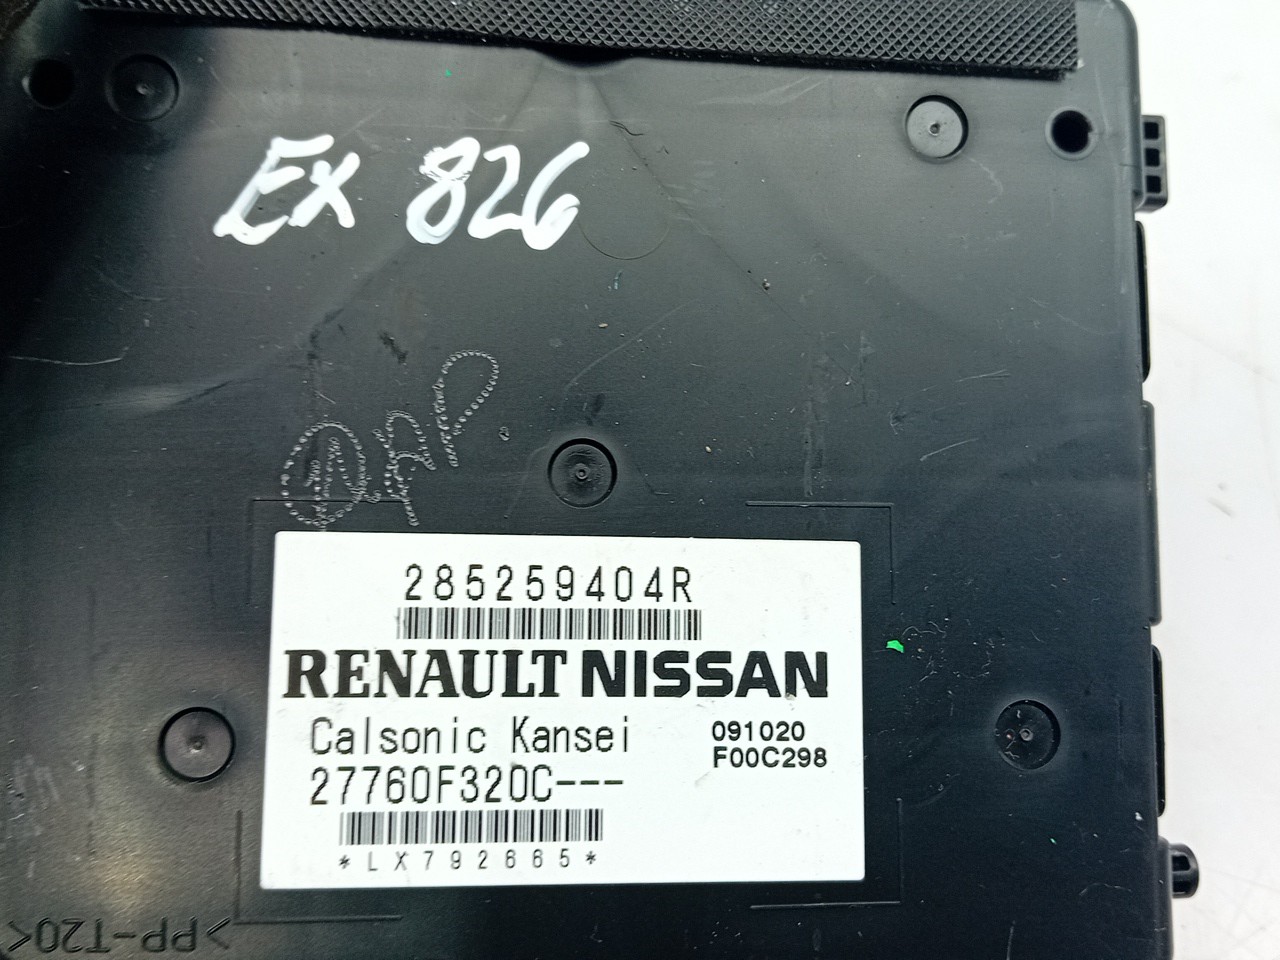 Ex 826
285259404R
RENAULT NISSAN
Calsonic Kansei 091020
F00C298
27760F320C---
*LX792665*
>PP-T20<